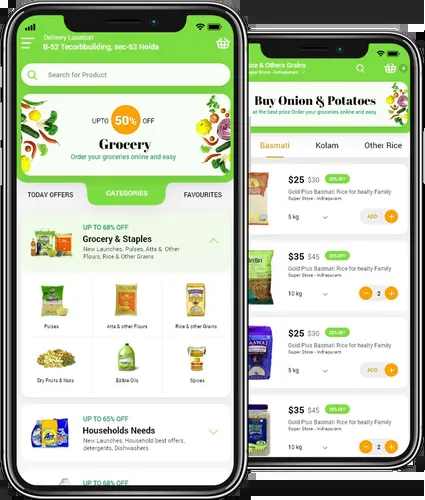 Delivery Location
B-52 Tecorbbuilding, sec-63 Noida
Search for Product
UPTO 50% OFF
Grocery
Order your groceries online and easy
TODAY OFFERS
CATEGORIES
FAVOURITES
UP TO 68% OFF
Grocery & Staples
New Launches, Pulses, Atta & Other
Flours, Rice & Other Grains
Pulses
Atta & other Flours
Rice & other Grains
Dry Fruits & Nuts
Edible Oils
Spices
UP TO 65% OFF
Households Needs
New Launches, Household best offers,
detergents, Dishwashers
UP TO 68% OFF
ice & Others Grains
Super Store - Indirapuram
Buy Onion & Potatoes
at the best price Order your groceries online and easy
Basmati
Kolam
Other Rice
$25 $30 20% OFF
Gold Plus Basmati Rice for healty Family
Super Store - Indirapuram
5 kg
ADD +
$35 $45 20% OFF
Gold Plus Basmati Rice for healty Family
Super Store - Indirapuram
10 kg
- 2 +
$25 $30 20% OFF
Gold Plus Basmati Rice for healty Family
Super Store - Indirapuram
5 kg
ADD +
$35 $45 20% OFF
Gold Plus Basmati Rice for healty Family
Super Store - Indirapuram
10 kg
- 2 +